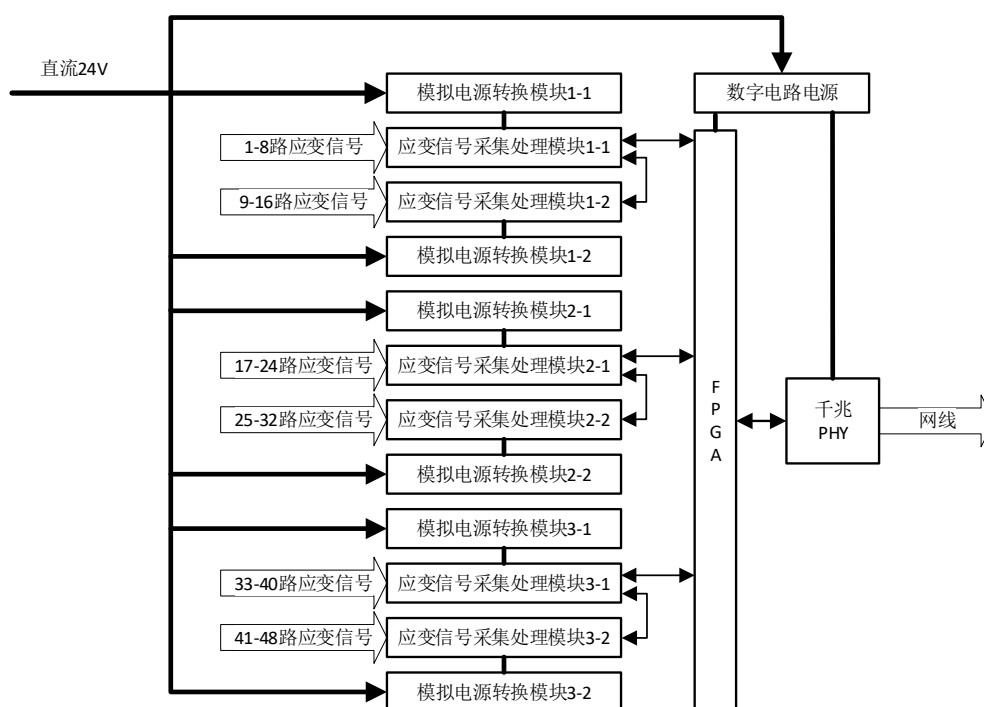 直流24V
模拟电源转换模块1-1
数字电路电源
1-8路应变信号
应变信号采集处理模块1-1
9-16路应变信号
应变信号采集处理模块1-2
模拟电源转换模块1-2
模拟电源转换模块2-1
17-24路应变信号
应变信号采集处理模块2-1
25-32路应变信号
应变信号采集处理模块2-2
模拟电源转换模块2-2
FPGA
千兆
PHY
网线
模拟电源转换模块3-1
33-40路应变信号
应变信号采集处理模块3-1
41-48路应变信号
应变信号采集处理模块3-2
模拟电源转换模块3-2